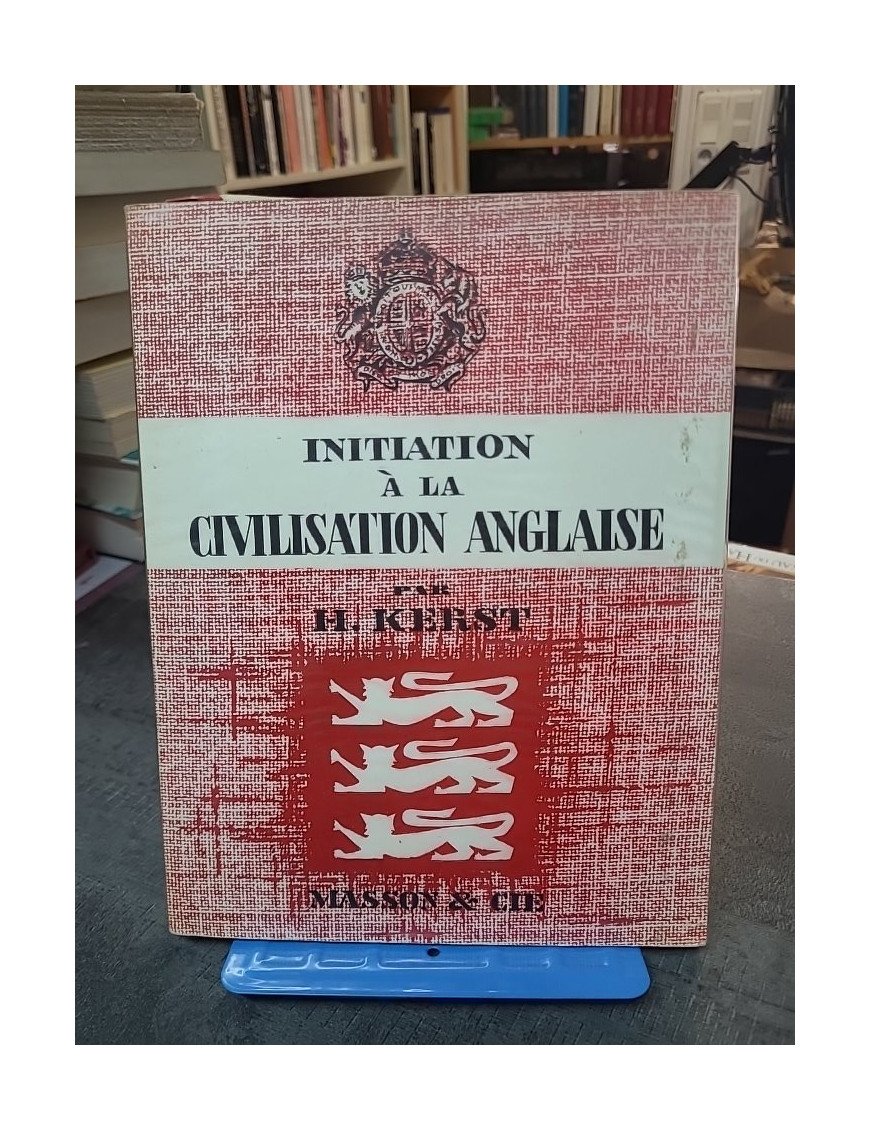 INITIATION
À LA
CIVILISATION ANGLAISE
PAR
H. KERST
MASSON & CIE